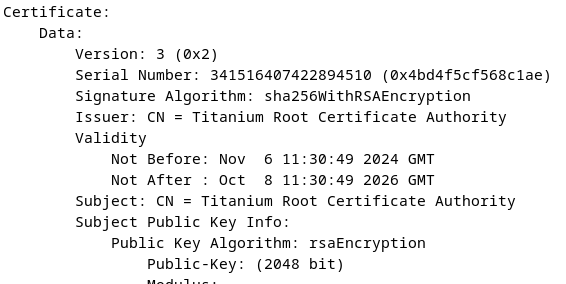 Certificate:
    Data:
        Version: 3 (0x2)
        Serial Number: 341516407422894510 (0x4bd4f5cf568c1ae)
        Signature Algorithm: sha256WithRSAEncryption
        Issuer: CN = Titanium Root Certificate Authority
        Validity
            Not Before: Nov  6 11:30:49 2024 GMT
            Not After : Oct  8 11:30:49 2026 GMT
        Subject: CN = Titanium Root Certificate Authority
        Subject Public Key Info:
            Public Key Algorithm: rsaEncryption
                Public-Key: (2048 bit)
                Modulus: